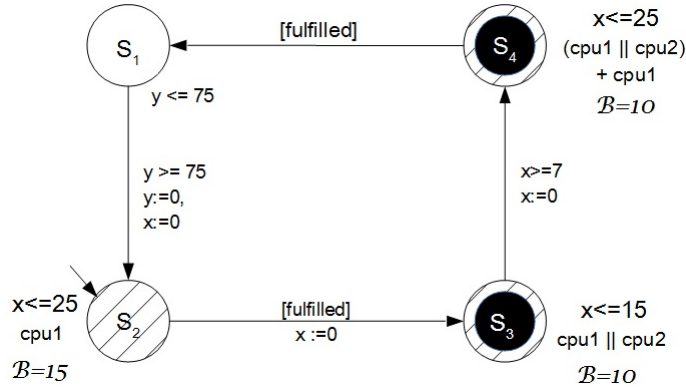 [fulfilled]
S1
S4
x<=25
(cpu1 || cpu2)
+ cpu1
B=10
y <= 75
y >= 75
y:=0,
x:=0
x>=7
x:=0
x<=25
cpu1
B=15
S2
[fulfilled]
x :=0
S3
x<=15
cpu1 || cpu2
B=10